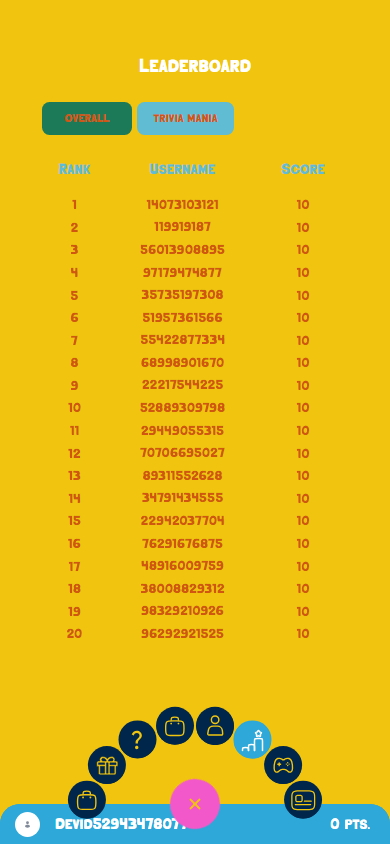 LEADERBOARD
OVERALL TRIVIA MANIA
RANK USERNAME SCORE
1 14073103121 10
2 119919187 10
3 56013908895 10
4 97179474877 10
5 35735197308 10
6 51957361566 10
7 55422877334 10
8 68998901670 10
9 22217544225 10
10 52889309798 10
11 29449055315 10
12 70706695027 10
13 89311552628 10
14 34791434555 10
15 22942037704 10
16 76291676875 10
17 48916009759 10
18 38008829312 10
19 98329210926 10
20 96292921525 10
?
×
0 PTS.